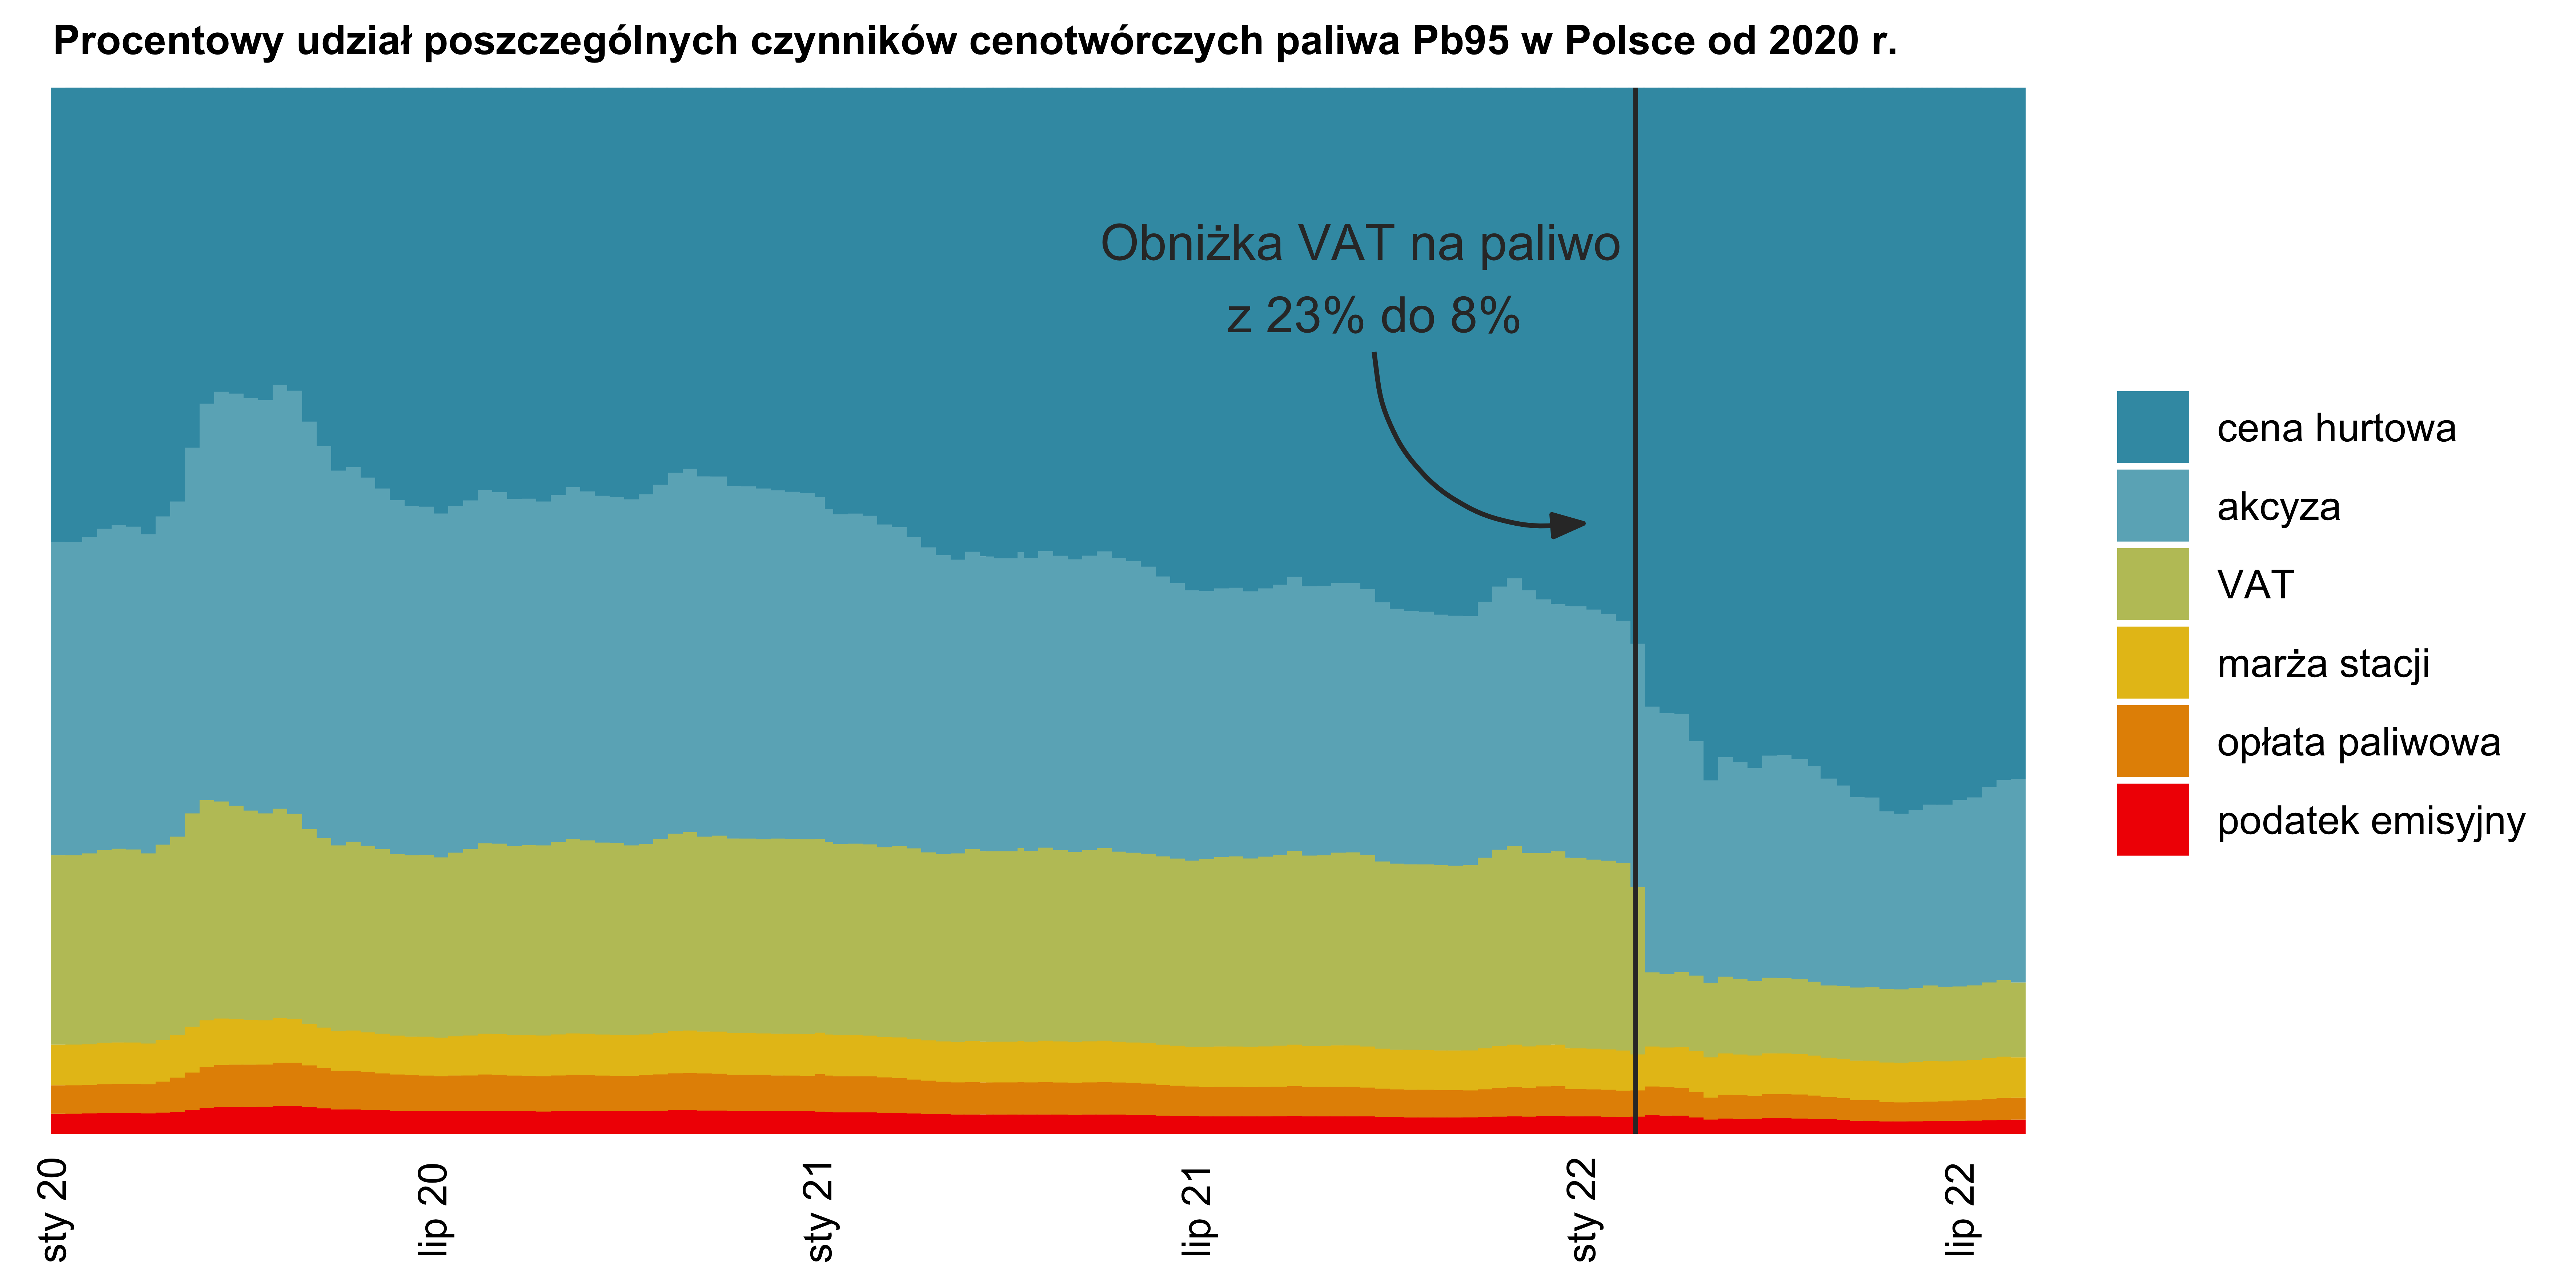 Procentowy udział poszczególnych czynników cenotwórczych paliwa Pb95 w Polsce od 2020 r.
Obniżka VAT na paliwo
z 23% do 8%
cena hurtowa
akcyza
VAT
marża stacji
opłata paliwowa
podatek emisyjny
sty 20
lip 20
sty 21
lip 21
sty 22
lip 22